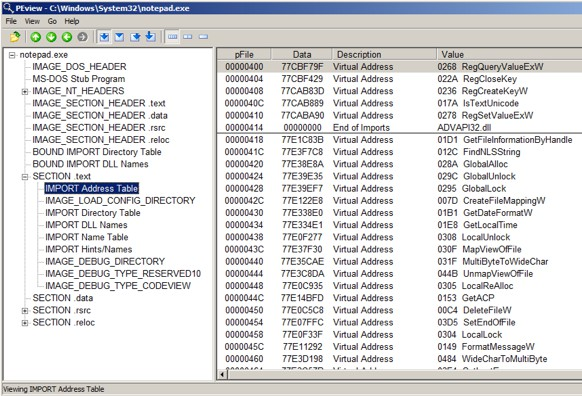 PEview - C:\Windows\System32\notepad.exe
File View Go Help
notepad.exe
IMAGE_DOS_HEADER
MS-DOS Stub Program
IMAGE_NT_HEADERS
IMAGE_SECTION_HEADER .text
IMAGE_SECTION_HEADER .data
IMAGE_SECTION_HEADER .rsrc
IMAGE_SECTION_HEADER .reloc
BOUND IMPORT Directory Table
BOUND IMPORT DLL Names
SECTION .text
IMPORT Address Table
IMAGE_LOAD_CONFIG_DIRECTORY
IMPORT Directory Table
IMPORT DLL Names
IMPORT Name Table
IMPORT Hints/Names
IMAGE_DEBUG_DIRECTORY
IMAGE_DEBUG_TYPE_RESERVED10
IMAGE_DEBUG_TYPE_CODEVIEW
SECTION .data
SECTION .rsrc
SECTION .reloc
pFile Data Description Value
00000400 77CBF79F Virtual Address 0268 RegQueryValueExW
00000404 77CBF429 Virtual Address 022A RegCloseKey
00000408 77CAB83D Virtual Address 0236 RegCreateKeyW
0000040C 77CAB889 Virtual Address 017A IsTextUnicode
00000410 77CABA90 Virtual Address 0278 RegSetValueExW
00000414 00000000 End of Imports ADVAPI32.dll
00000418 77E1C83B Virtual Address 01D1 GetFileInformationByHandle
0000041C 77E3F7C8 Virtual Address 012C FindNLSString
00000420 77E38E8A Virtual Address 028A GlobalAlloc
00000424 77E39E35 Virtual Address 029C GlobalUnlock
00000428 77E39EF7 Virtual Address 0295 GlobalLock
0000042C 77E122E8 Virtual Address 007D CreateFileMappingW
00000430 77E338E0 Virtual Address 01B1 GetDateFormatW
00000434 77E334E1 Virtual Address 01E8 GetLocalTime
00000438 77E0F277 Virtual Address 0308 LocalUnlock
0000043C 77E37F30 Virtual Address 030F MapViewOfFile
00000440 77E35CAE Virtual Address 031F MultiByteToWideChar
00000444 77E3C8DA Virtual Address 044B UnmapViewOfFile
00000448 77E0C935 Virtual Address 0305 LocalReAlloc
0000044C 77E14BFD Virtual Address 0153 GetACP
00000450 77E0C5C8 Virtual Address 00C4 DeleteFileW
00000454 77E07FFC Virtual Address 03D5 SetEndOfFile
00000458 77E0F33F Virtual Address 0304 LocalLock
0000045C 77E11292 Virtual Address 0149 FormatMessageW
00000460 77E3D198 Virtual Address 0484 WideCharToMultiByte
Viewing IMPORT Address Table